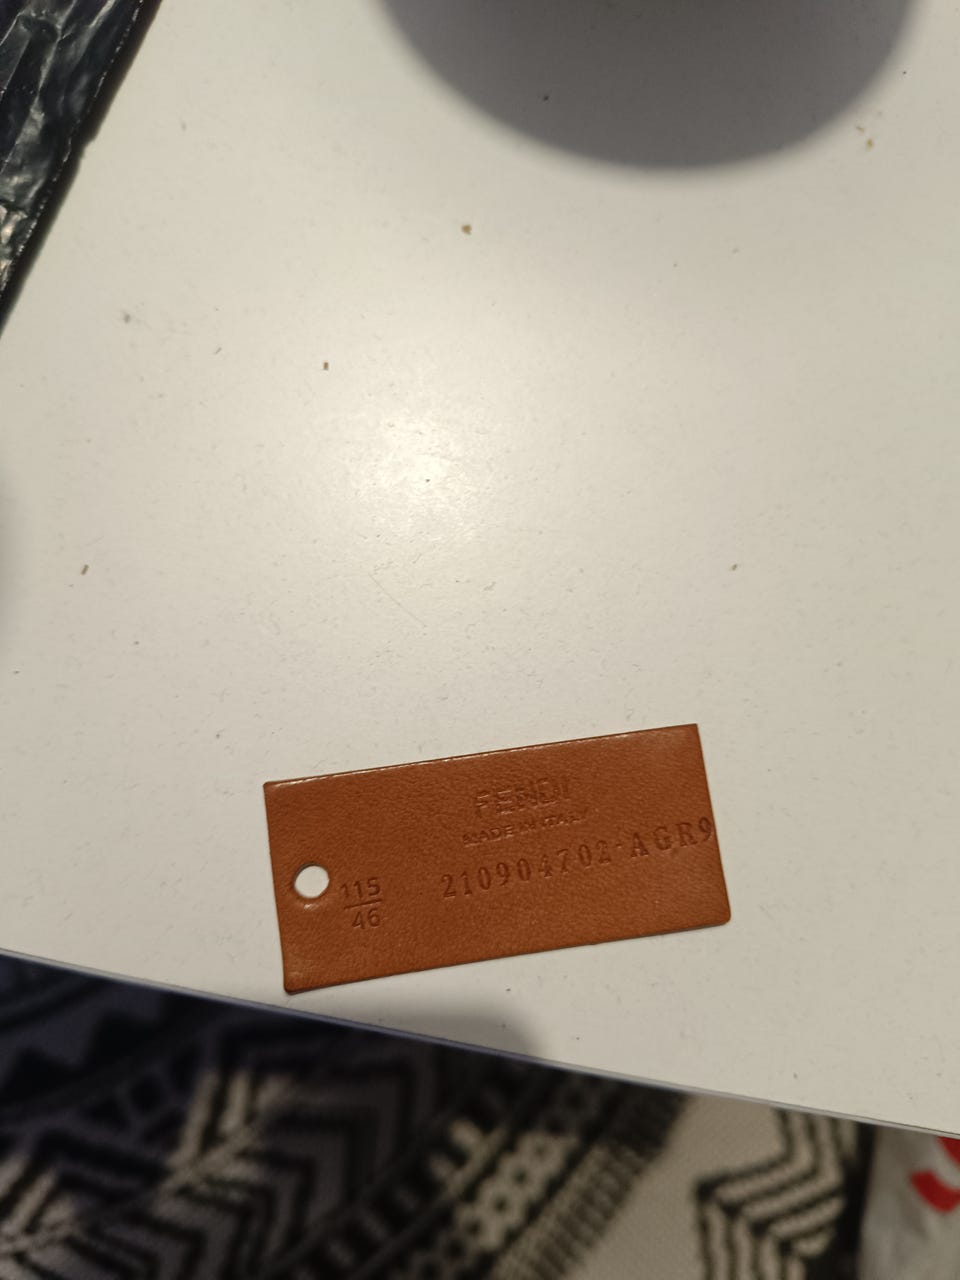 FENDI
MADE IN ITALY
210904702-AGR9
115
46